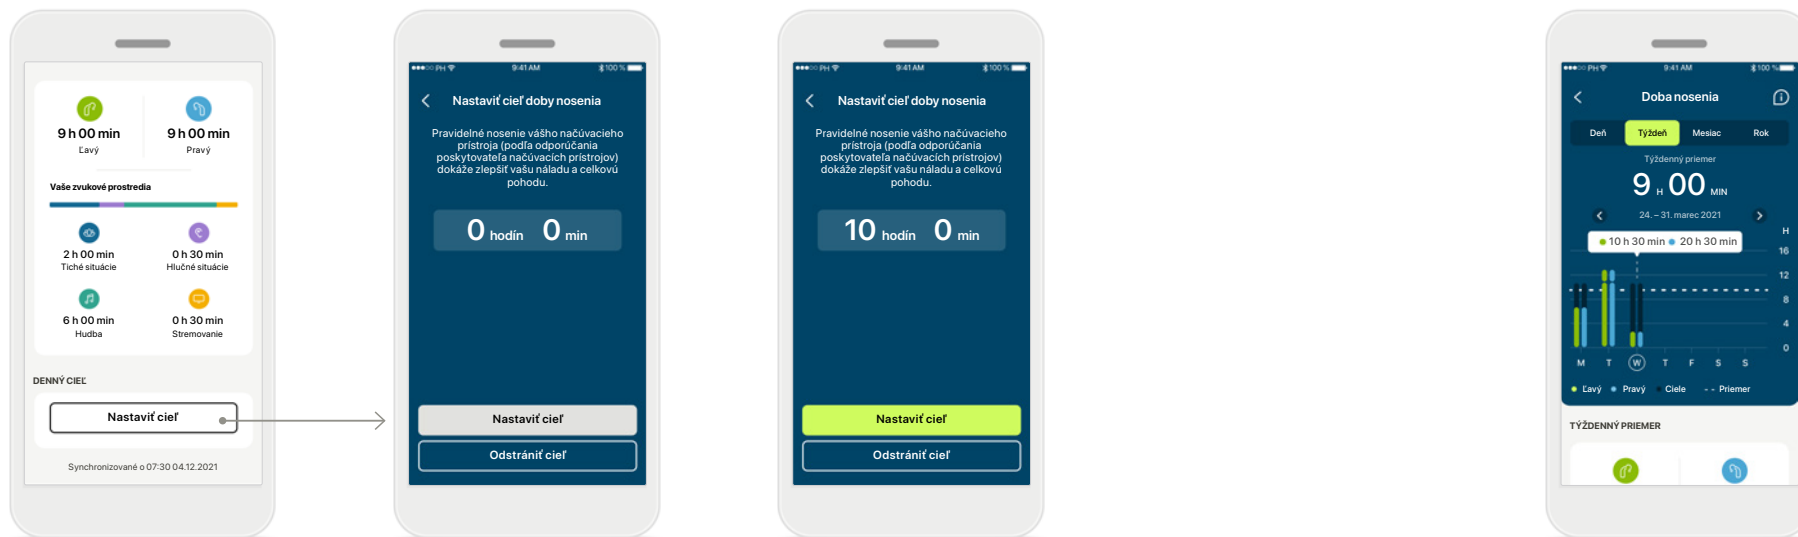 9 h 00 min
Ľavý
9 h 00 min
Pravý
Vaše zvukové prostredia
2 h 00 min
Tiché situácie
0 h 30 min
Hlučné situácie
6 h 00 min
Hudba
0 h 30 min
Stremovanie
DENNÝ CIEĽ
Nastaviť cieľ
Synchronizované o 07:30 04.12.2021
PH 9:41 AM 100 %
Nastaviť cieľ doby nosenia
Pravidelné nosenie vášho načúvacieho
prístroja (podľa odporúčania
poskytovateľa načúvacích prístrojov)
dokáže zlepšiť vašu náladu a celkovú
pohodu.
0 hodín 0 min
Nastaviť cieľ
Odstrániť cieľ
PH 9:41 AM 100 %
Nastaviť cieľ doby nosenia
Pravidelné nosenie vášho načúvacieho
prístroja (podľa odporúčania
poskytovateľa načúvacích prístrojov)
dokáže zlepšiť vašu náladu a celkovú
pohodu.
10 hodín 0 min
Nastaviť cieľ
Odstrániť cieľ
PH 9:41 AM 100 %
Doba nosenia
Deň Týždeň Mesiac Rok
Týždenný priemer
9 H 00 MIN
24. – 31. marec 2021
H
10 h 30 min 20 h 30 min
16
12
8
4
0
M T W T F S S
Ľavý Pravý Ciele Priemer
TÝŽDENNÝ PRIEMER